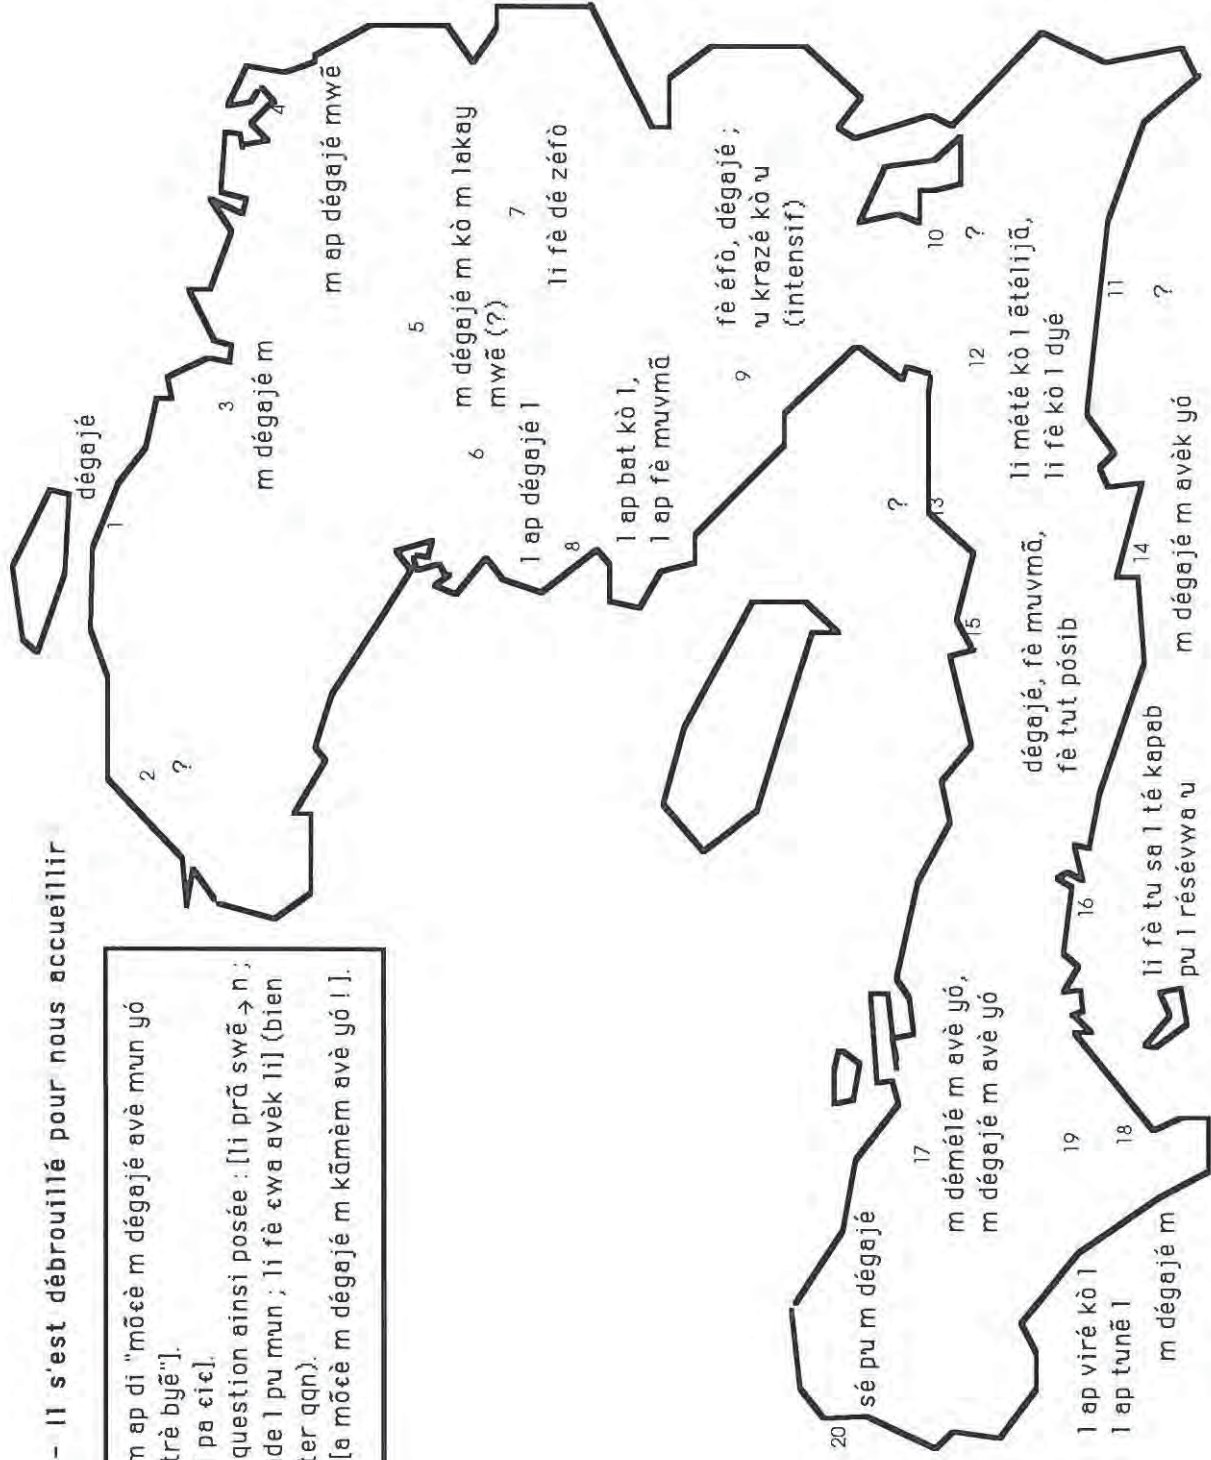 – Il s'est débrouillé pour nous accueillir
m ap di "mõcè m dégajé avè mun yó
trè byẽ"].
pa ɛiɛ].
question ainsi posée : [li prã swẽ → n ;
de l pu mun ; li fè ɛwa avèk li] (bien
ter qqn).
[a mõcè m dégajé m kãmèm avè yó ! ].
1
dégajé
2
?
3
m dégajé m
4
m ap dégajé mwẽ
5
m dégajé m kò m lakay
mwẽ (?)
6
l ap dégajé l
7
li fè dé zéfò
8
l ap bat kò l,
l ap fè muvmã
9
fè éfò, dégajé ;
u krazé kò u
(intensif)
10
?
11
?
12
li mété kò l ẽtélijã,
li fè kò l dyé
13
?
14
m dégajé m avèk yó
15
dégajé, fè muvmã,
fè tut pósib
16
li fè tu sa l té kapab
pu l résévwa u
17
m démélé m avè yó,
m dégajé m avè yó
18
m dégajé m
19
l ap viré kò l
l ap tunẽ l
20
sé pu m dégajé